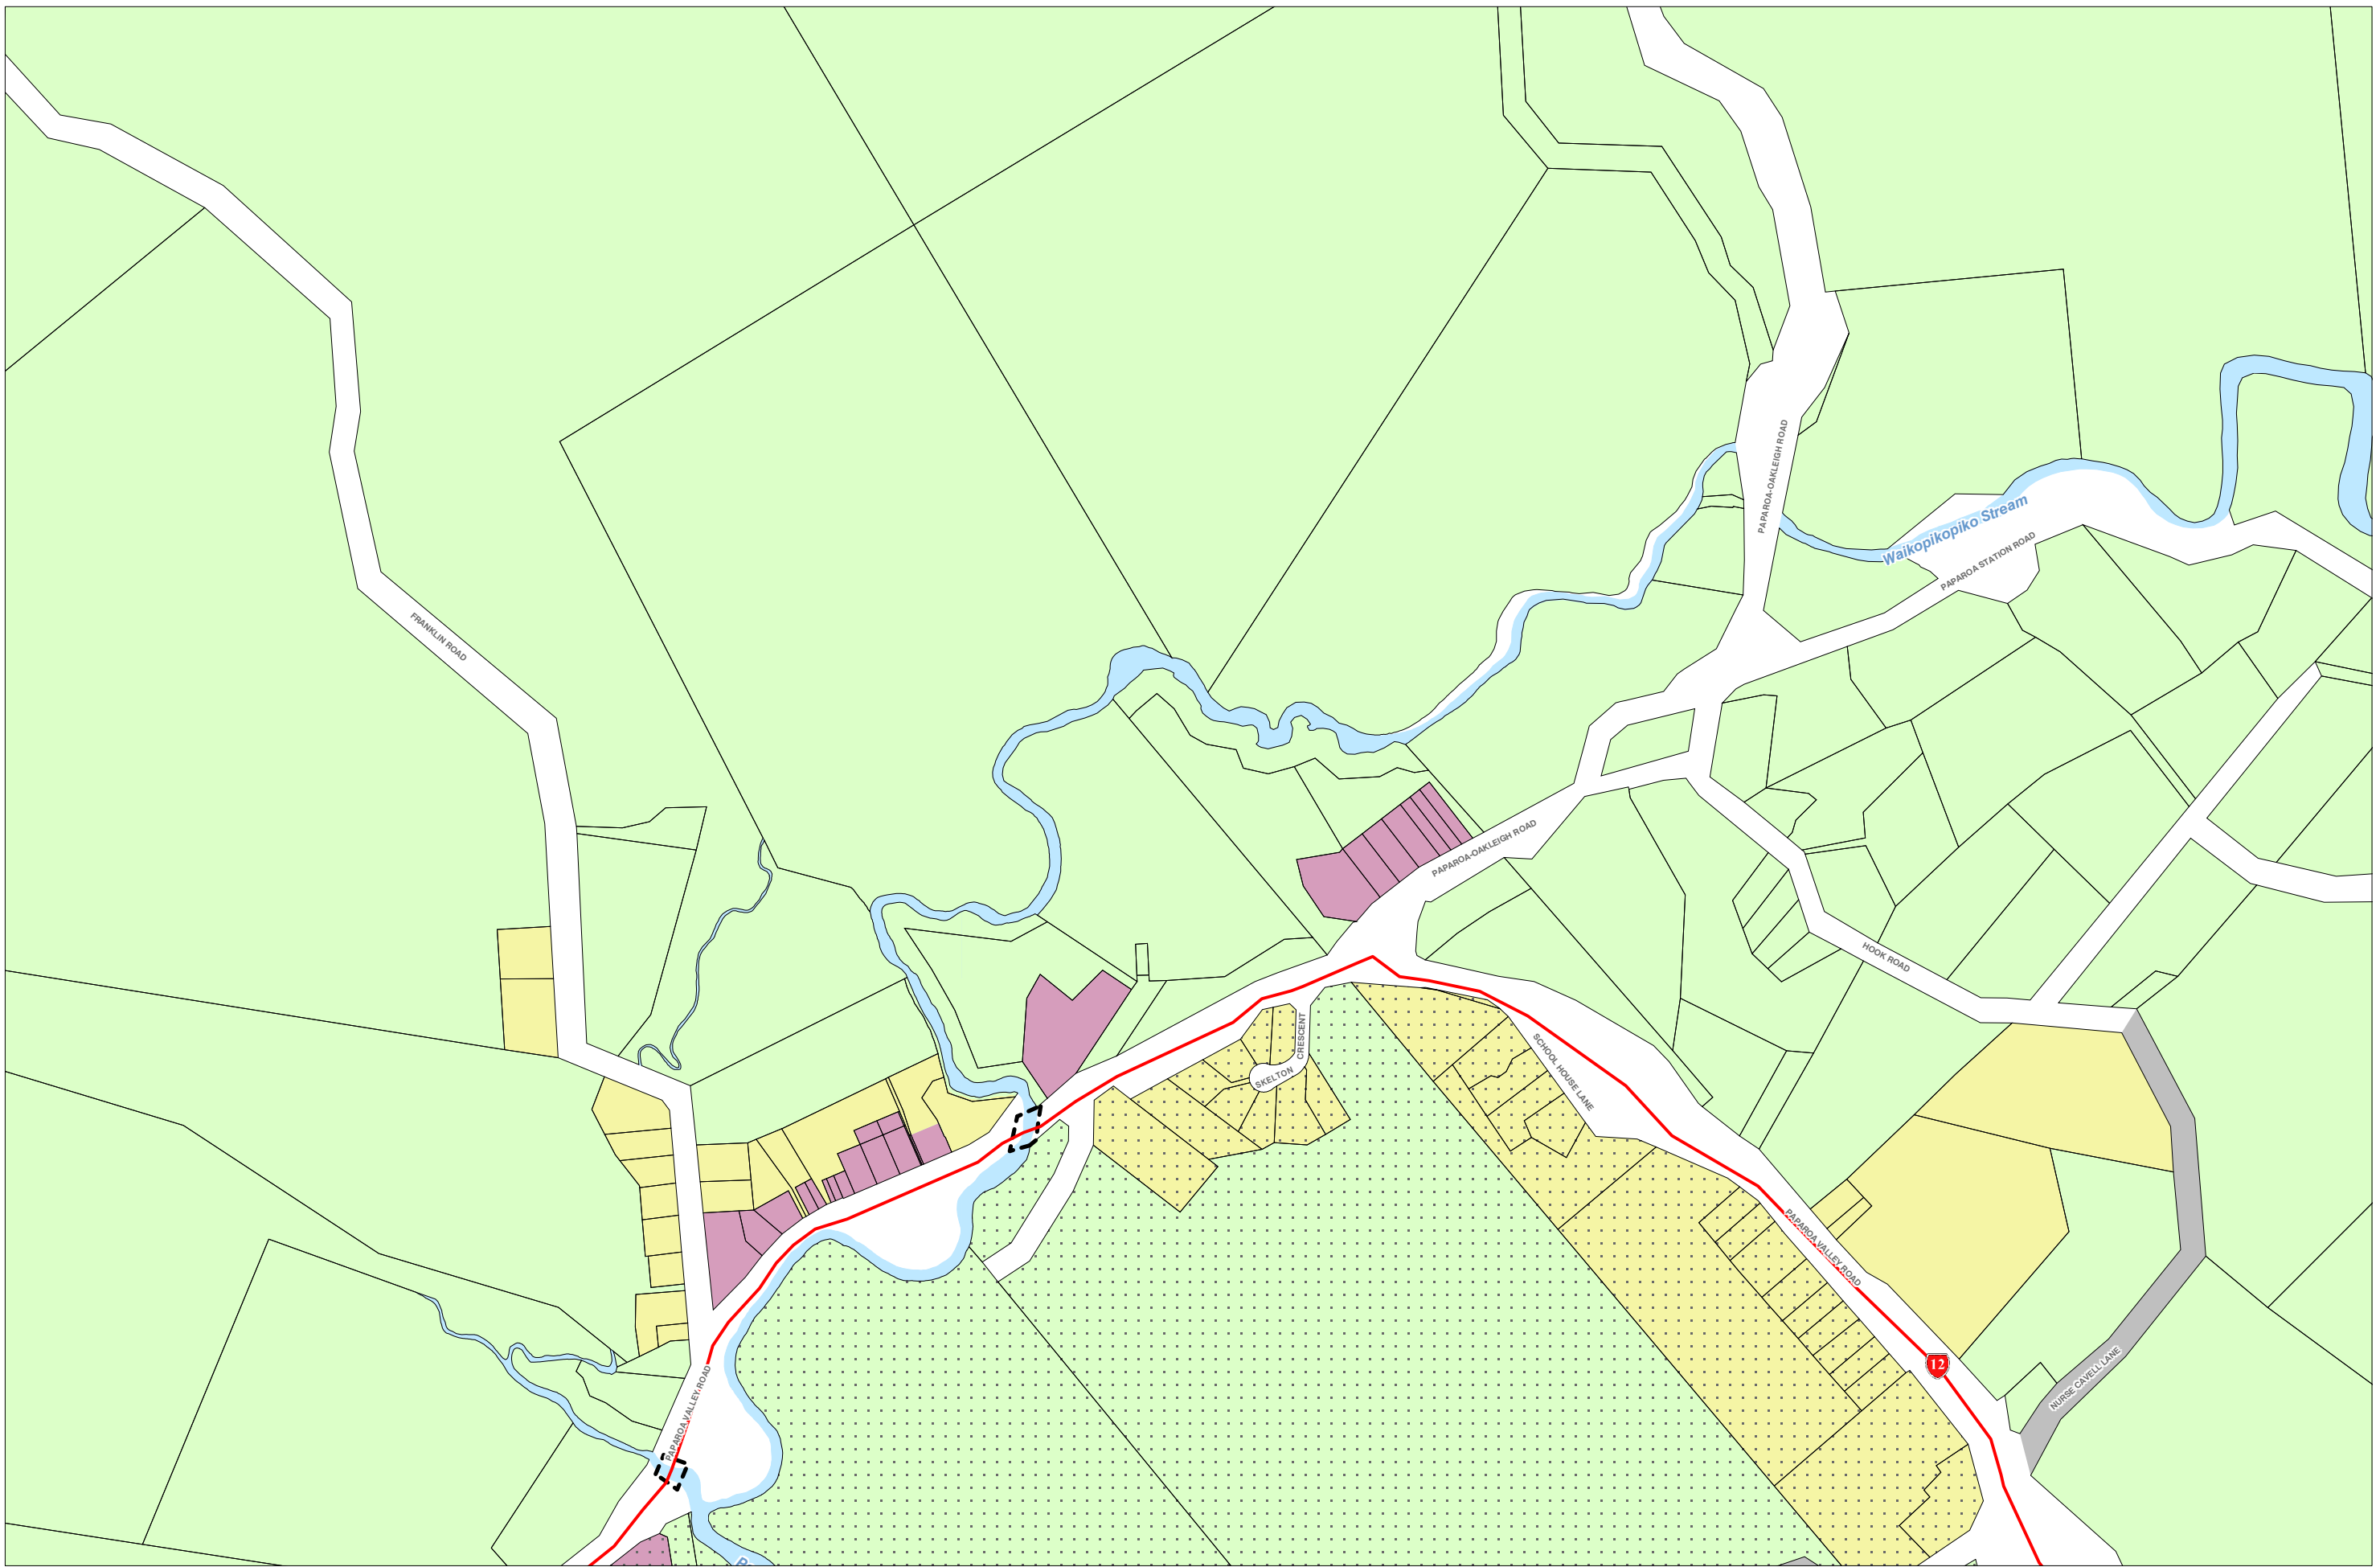 PAPAROA-OAKLEIGH ROAD
Waikopikopiko Stream
PAPAROA STATION ROAD
FRANKLIN ROAD
PAPAROA-OAKLEIGH ROAD
HOOK ROAD
CRESCENT
SKELTON
SCHOOL HOUSE LANE
PAPAROA VALLEY ROAD
12
NURSE CAVELL LANE
PAPAROA VALLEY ROAD